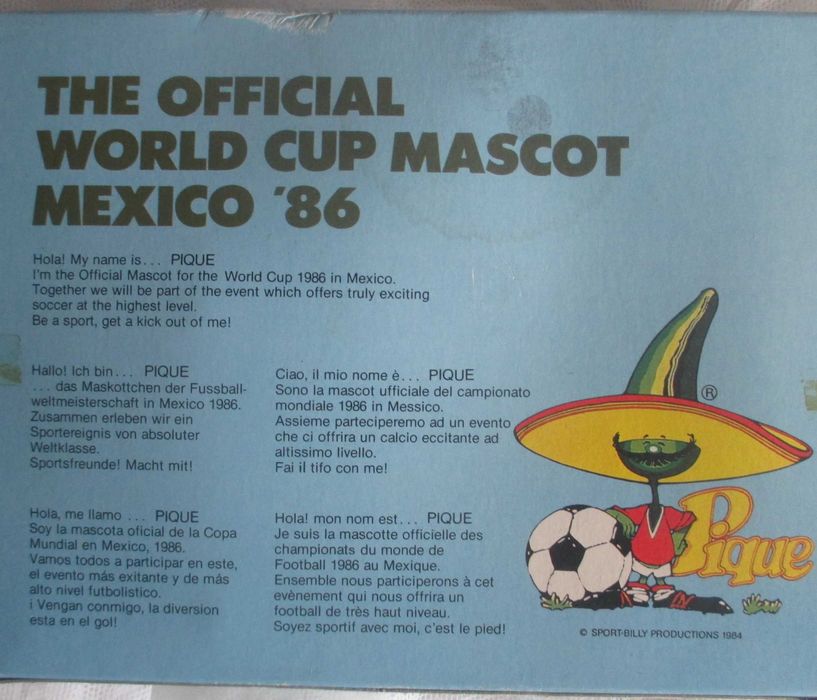 THE OFFICIAL
WORLD CUP MASCOT
MEXICO '86
Hola! My name is... PIQUE
I'm the Official Mascot for the World Cup 1986 in Mexico.
Together we will be part of the event which offers truly exciting
soccer at the highest level.
Be a sport, get a kick out of me!
Hallo! Ich bin... PIQUE
... das Maskottchen der Fussball-
weltmeisterschaft in Mexico 1986.
Zusammen erleben wir ein
Sportereignis von absoluter
Weltklasse.
Sportsfreunde! Macht mit!
Ciao, il mio nome è... PIQUE
Sono la mascot ufficiale del campionato
mondiale 1986 in Messico.
Assieme parteciperemo ad un evento
che ci offrira un calcio eccitante ad
altissimo livello.
Fai il tifo con me!
Hola, me llamo ... PIQUE
Soy la mascota oficial de la Copa
Mundial en Mexico, 1986.
Vamos todos a participar en este,
el evento más exitante y de más
alto nivel futbolistico.
¡ Vengan conmigo, la diversion
esta en el gol!
Hola! mon nom est... PIQUE
Je suis la mascotte officielle des
championats du monde de
Football 1986 au Mexique.
Ensemble nous participerons à cet
evènement qui nous offrira un
football de très haut niveau.
Soyez sportif avec moi, c'est le pied!
®
Pique
© SPORT-BILLY PRODUCTIONS 1984